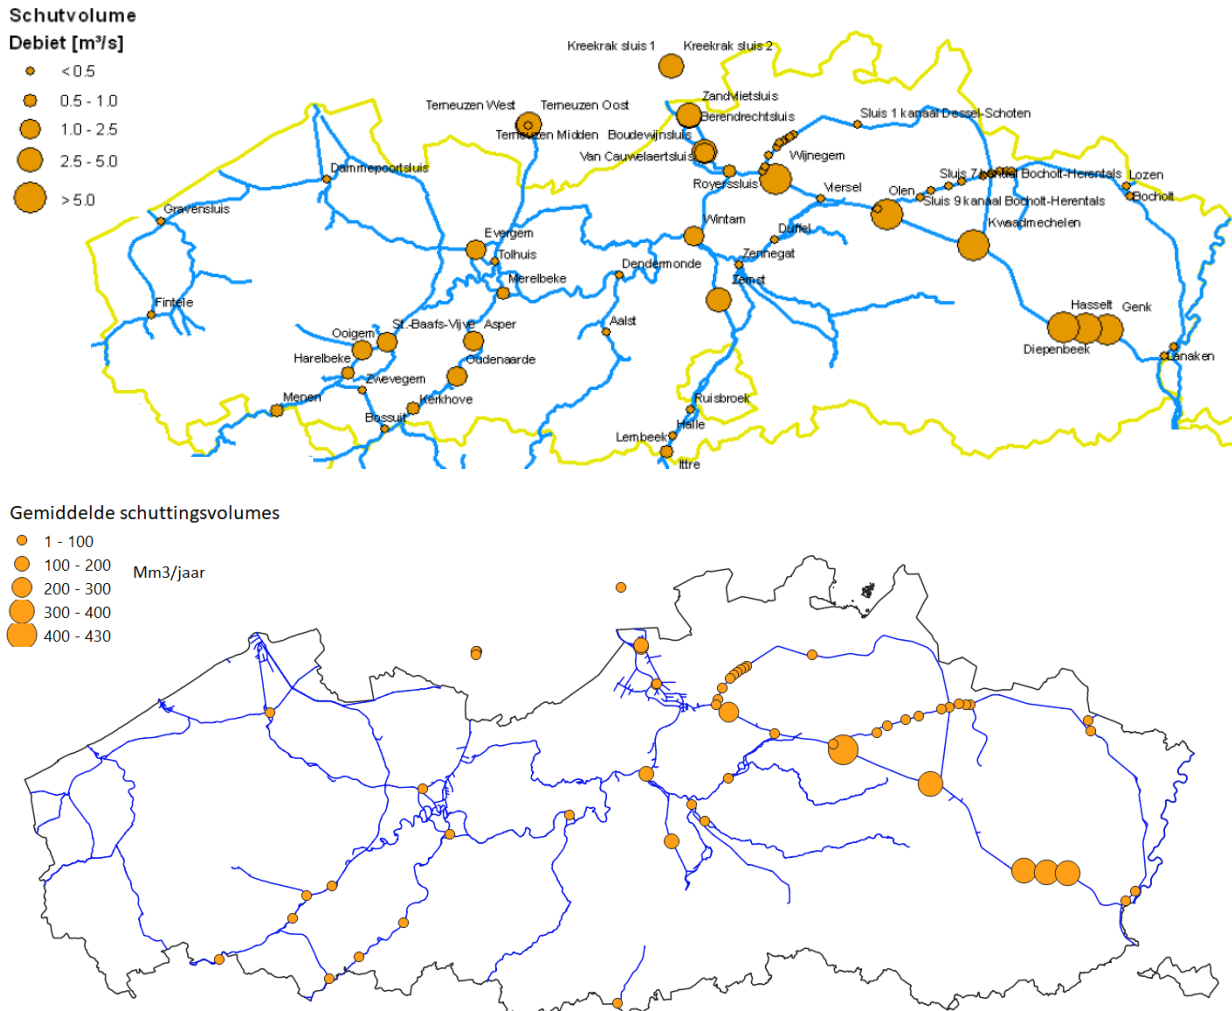 Schutvolume
Debiet [m³/s]
<0.5
0.5 - 1.0
1.0 - 2.5
2.5 - 5.0
>5.0
Kreekrak sluis 1
Kreekrak sluis 2
Terneuzen West
Terneuzen Oost
Terneuzen Midden
Zandvlietsluis
Berendrechtsluis
Boudewijnsluis
Van Cauwelaertsluis
Royerssluis
Wijnegem
Sluis 1 kanaal Dessel-Schoten
Dammepoortsluis
Gravensluis
Viersel
Olen
Sluis 7 kanaal Bocholt-Herentals
Sluis 9 kanaal Bocholt-Herentals
Lozen
Bocholt
Kwaadmechelen
Evergem
Tolhuis
Merelbeke
Wintam
Duffel
Zennegat
Dendermonde
Zemst
Fintele
Ooigem
St.-Baafs-Vijve
Asper
Aalst
Hasselt
Genk
Diepenbeek
Lanaken
Harelbeke
Oudenaarde
Zwevegem
Menen
Kerkhove
Bossuit
Ruisbroek
Halle
Lembeek
Ittre
Gemiddelde schuttingsvolumes
1 - 100
100 - 200
Mm3/jaar
200 - 300
300 - 400
400 - 430